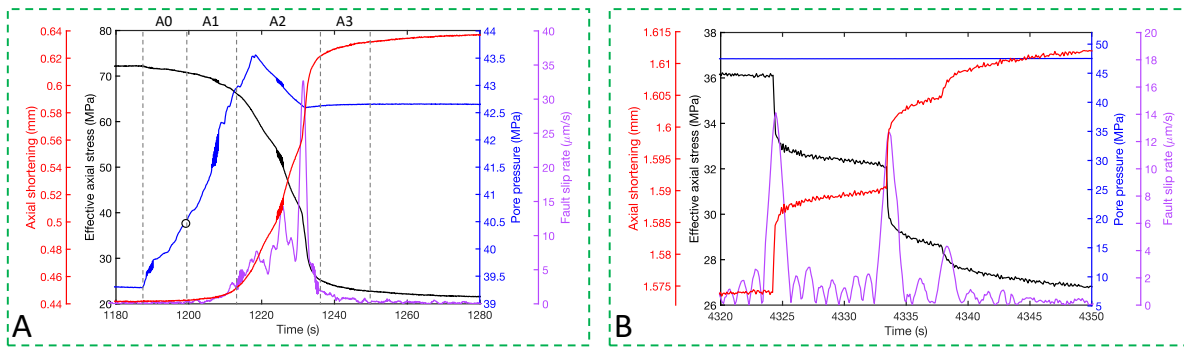 A0 A1 A2 A3
0.64 0.62 0.6 0.58 0.56 0.54 0.52 0.5 0.48 0.46 0.44
Axial shortening (mm)
80 70 60 50 40 30 20
Effective axial stress (MPa)
44 43.5 43 42.5 42 41.5 41 40.5 40 39.5 39
Pore pressure (MPa)
40 35 30 25 20 15 10 5 0
Fault slip rate (μm/s)
1180 1200 1220 1240 1260 1280
Time (s)
A
1.615 1.61 1.605 1.6 1.595 1.59 1.585 1.58 1.575
Axial shortening (mm)
38 36 34 32 30 28 26
Effective axial stress (MPa)
50 45 40 35 30 25 20 15 10 5
Pore pressure (MPa)
20 18 16 14 12 10 8 6 4 2 0
Fault slip rate (μm/s)
4320 4325 4330 4335 4340 4345 4350
Time (s)
B